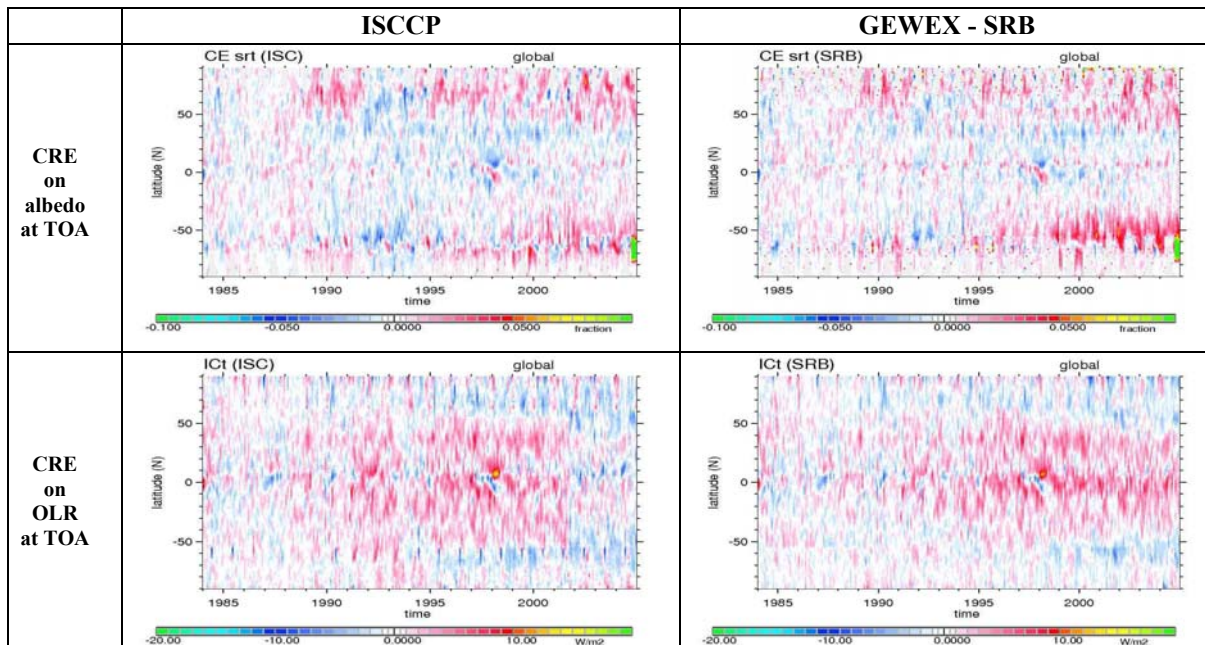 ISCCP
GEWEX - SRB
CRE
on
albedo
at TOA
CE srt (ISC) global
latitude (N)
50
0
-50
1985 1990 1995 2000
time
-0.100 -0.050 0.0000 0.0500 fraction
CE srt (SRB) global
latitude (N)
50
0
-50
1985 1990 1995 2000
time
-0.100 -0.050 0.0000 0.0500 fraction
CRE
on
OLR
at TOA
ICt (ISC) global
latitude (N)
50
0
-50
1985 1990 1995 2000
time
-20.00 -10.00 0.0000 10.00 W/m2
ICt (SRB) global
latitude (N)
50
0
-50
1985 1990 1995 2000
time
-20.00 -10.00 0.0000 10.00 W/m2